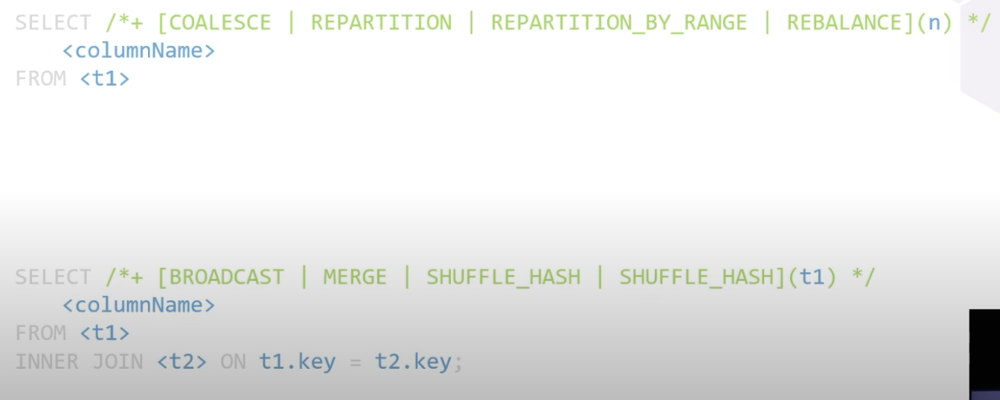 SELECT /*+ [COALESCE | REPARTITION | REPARTITION_BY_RANGE | REBALANCE](n) */
<columnName>
FROM <t1>
SELECT /*+ [BROADCAST | MERGE | SHUFFLE_HASH | SHUFFLE_HASH](t1) */
<columnName>
FROM <t1>
INNER JOIN <t2> ON t1.key = t2.key;